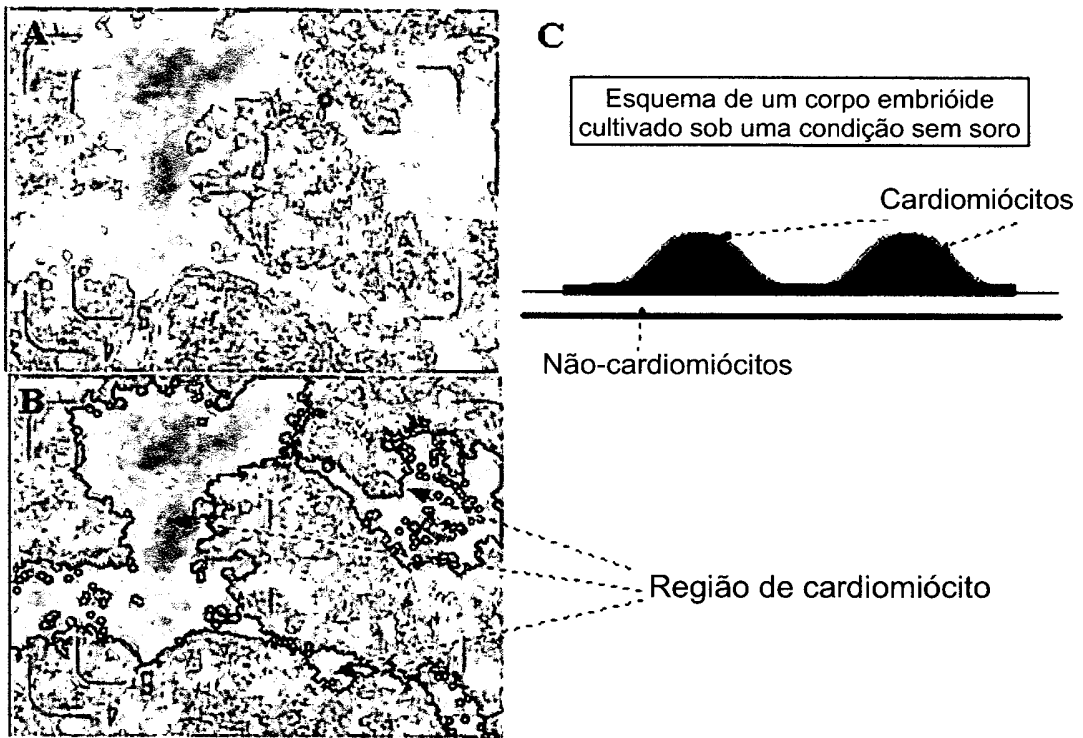 A
B
C
Esquema de um corpo embrióide
cultivado sob uma condição sem soro
Cardiomiócitos
Não-cardiomiócitos
Região de cardiomiócito